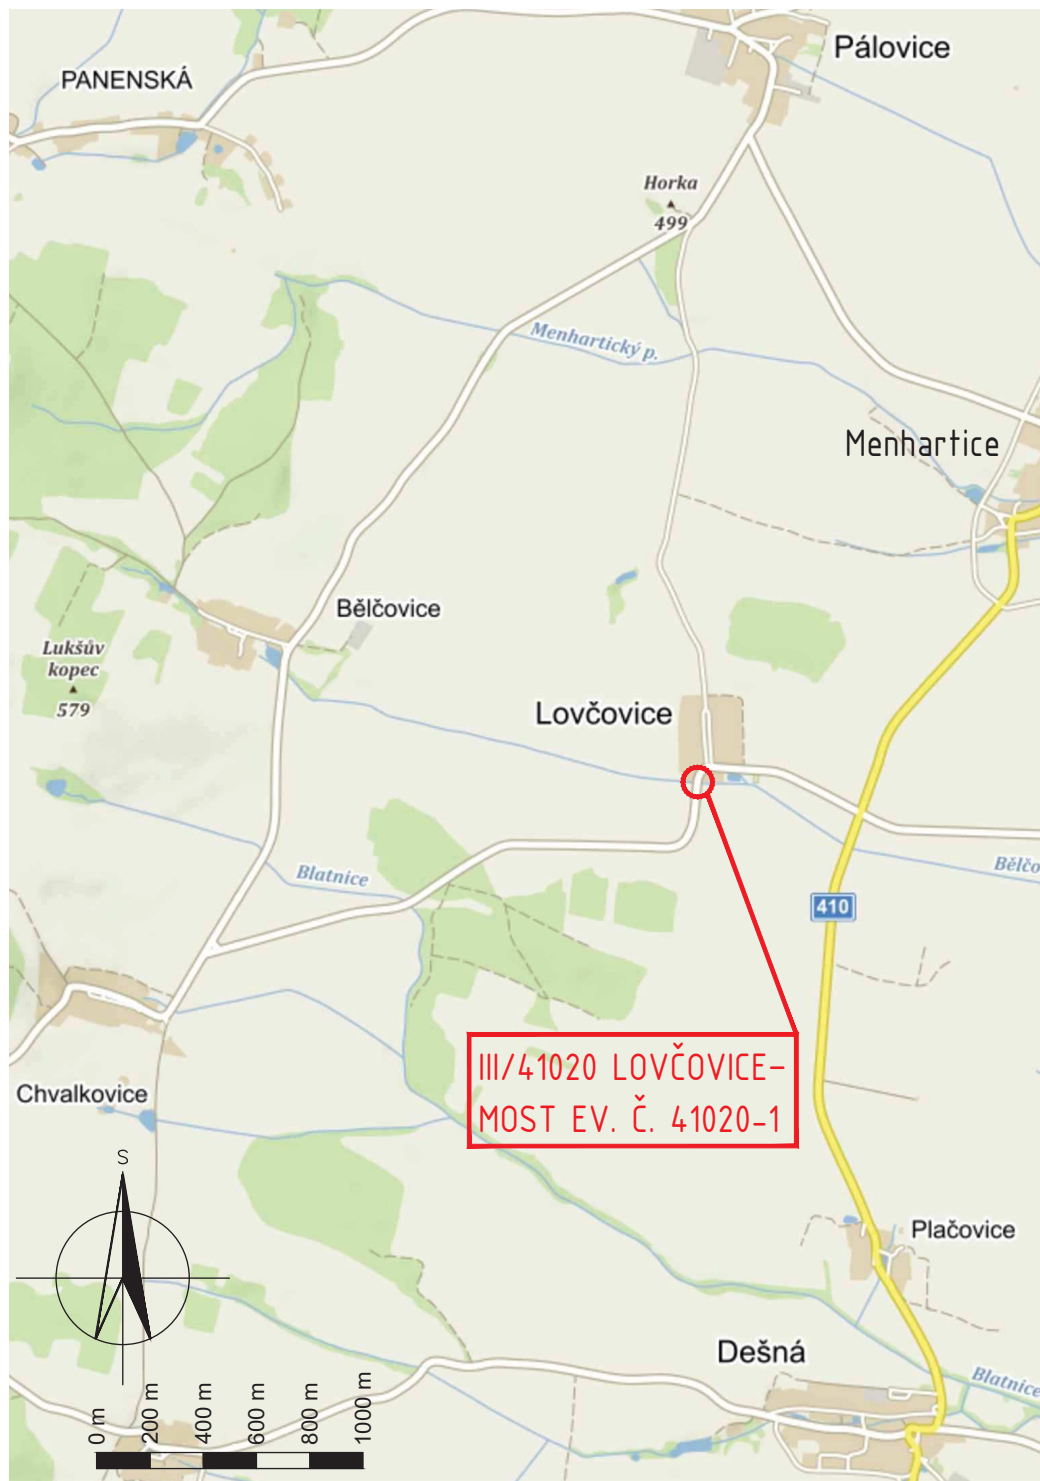 Pálovice
PANENSKÁ
Horka
499
Menhartický p.
Menhartice
Bělčovice
Lukšův
kopec
579
Lovčovice
Blatnice
Bělčo
410
III/41020 LOVČOVICE-
MOST EV. Č. 41020-1
Chvalkovice
S
Plačovice
Dešná
Blatnice
0 m
200 m
400 m
600 m
800 m
1000 m